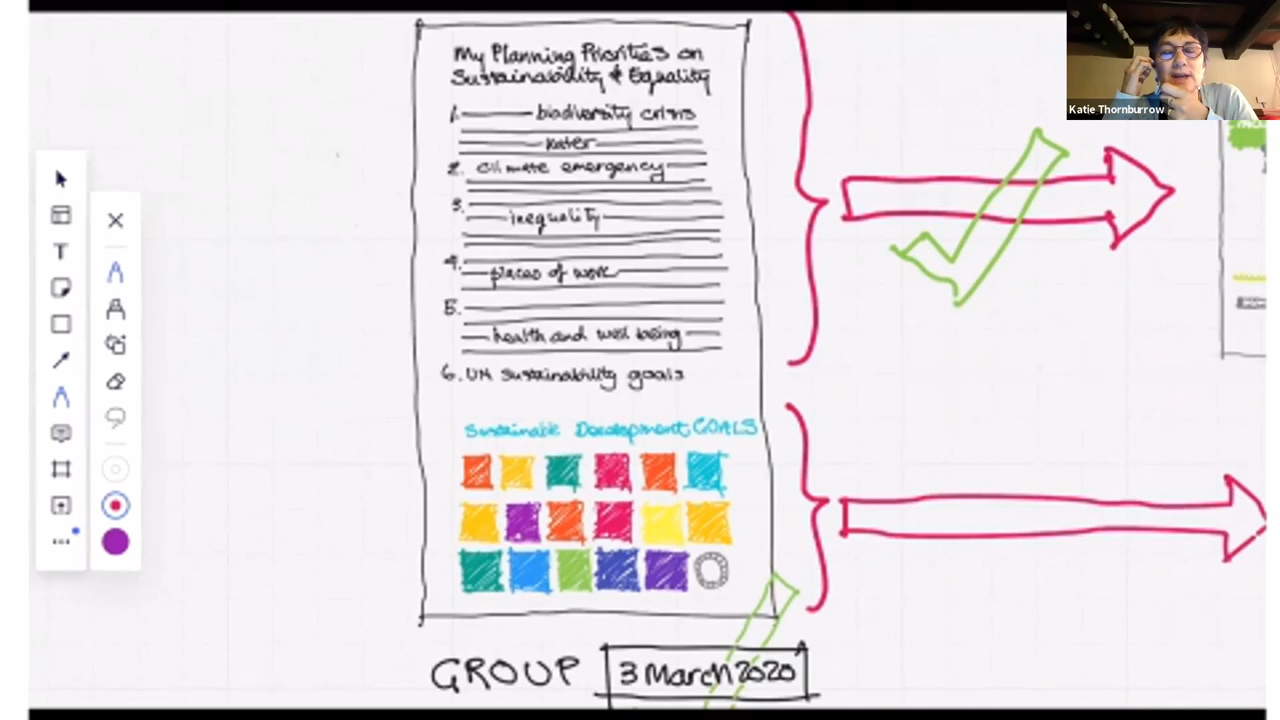 My Planning Priorities on
Sustainability & Equality
1. biodiversity crisis
water
2. climate emergency
3.
inequality
4.
places of work
5.
health and well being
6. UN sustainability goals
Sustainable Development GOALS
GROUP 3 March 2020
Katie Thornburrow
T